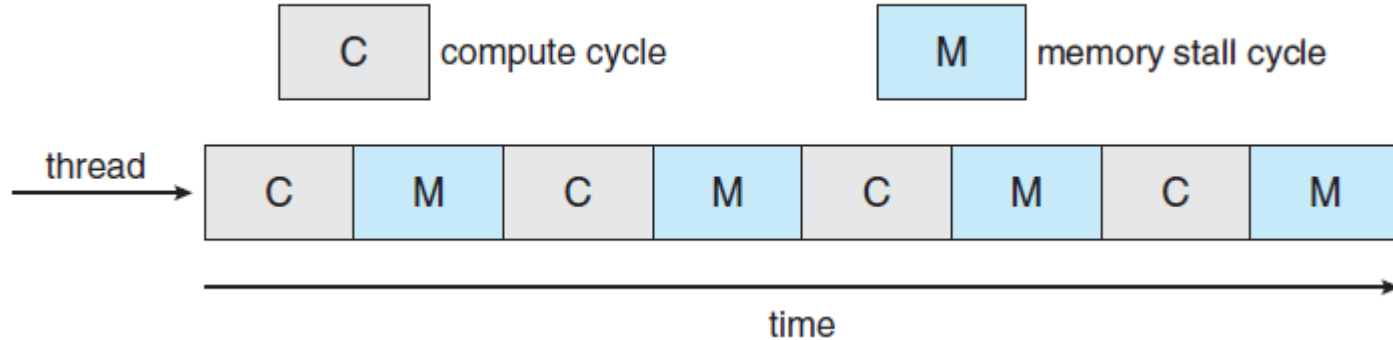 C compute cycle
M memory stall cycle
thread
C M C M C M C M
time